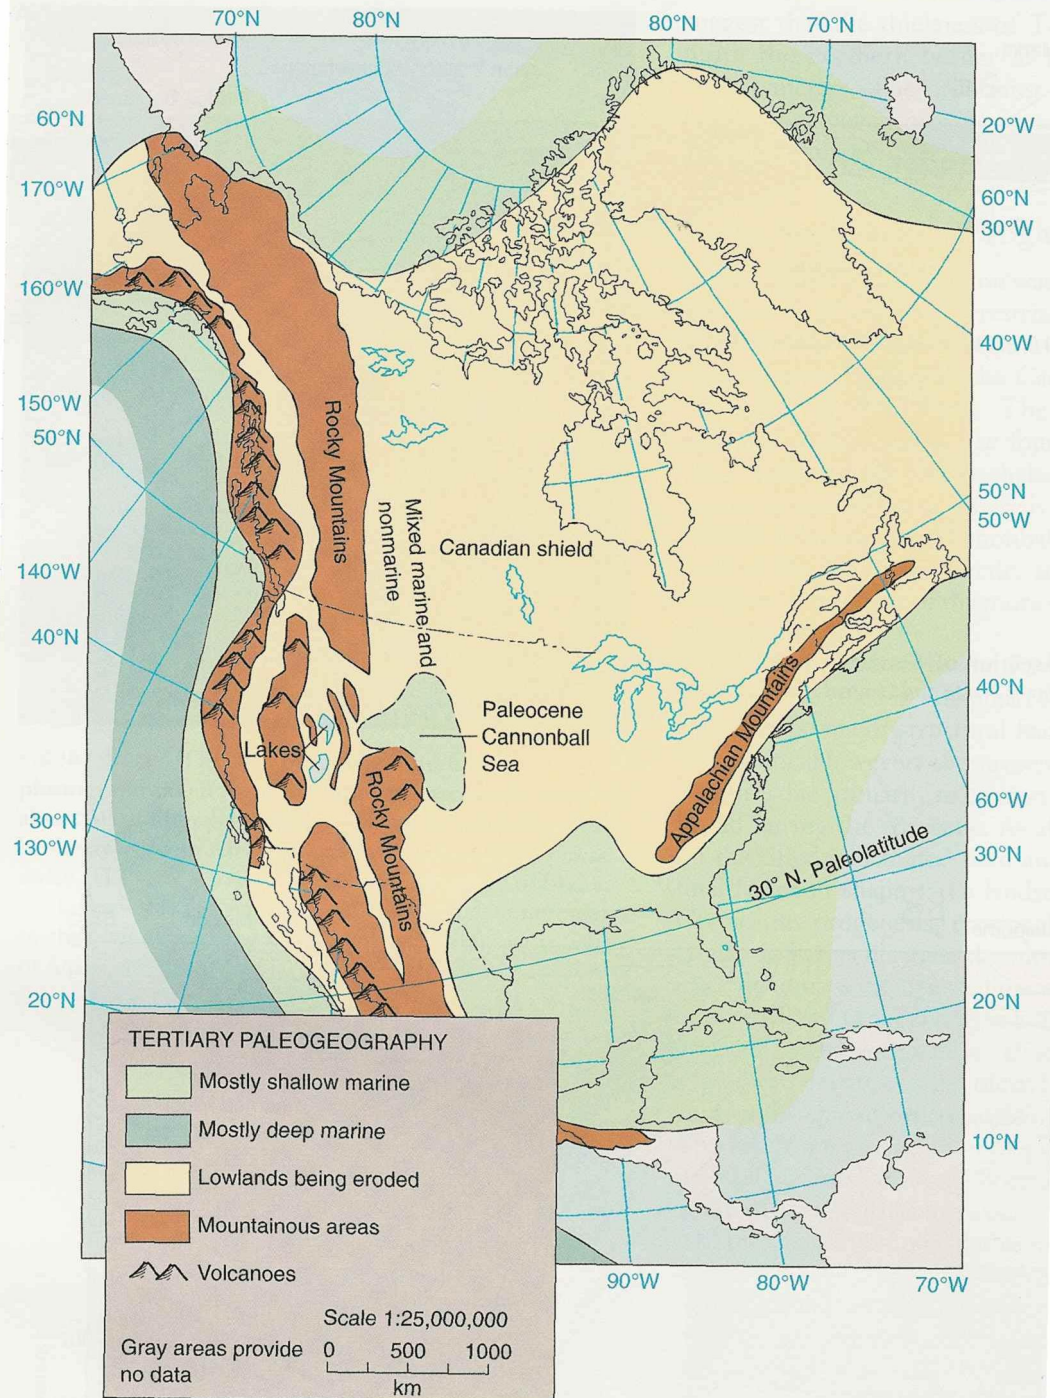 70°N
80°N
80°N
70°N
60°N
170°W
160°W
150°W
50°N
140°W
40°N
30°N
130°W
20°N
20°W
60°N
30°W
40°W
50°N
50°W
40°N
60°W
30°N
20°N
10°N
90°W
80°W
70°W
Rocky Mountains
Mixed marine and
nonmarine
Canadian shield
Paleocene
Cannonball
Sea
Lakes
Rocky Mountains
Appalachian Mountains
30° N. Paleolatitude
TERTIARY PALEOGEOGRAPHY
Mostly shallow marine
Mostly deep marine
Lowlands being eroded
Mountainous areas
Volcanoes
Scale 1:25,000,000
Gray areas provide
no data
0 500 1000
km